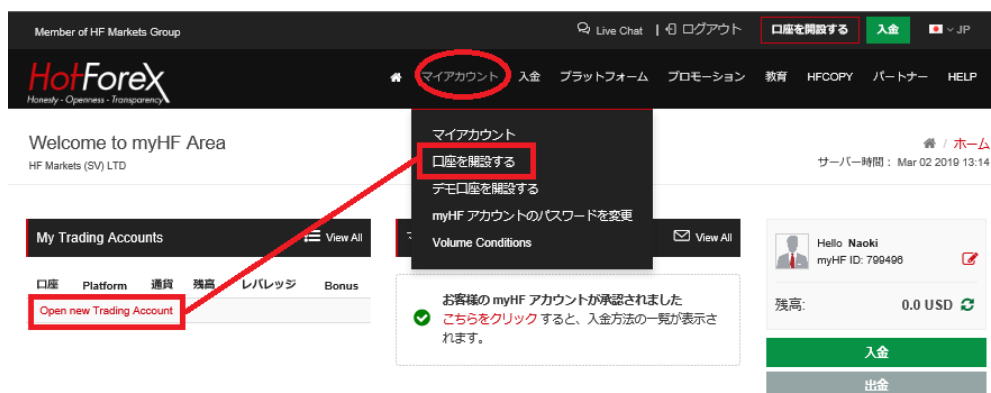 Member of HF Markets Group
Live Chat | ログアウト 口座を開設する 入金 JP
HotForeX
Honesty - Openness - Transparency
マイアカウント 入金 プラットフォーム プロモーション 教育 HFCOPY パートナー HELP
マイアカウント
口座を開設する
デモ口座を開設する
myHF アカウントのパスワードを変更
Volume Conditions
Welcome to myHF Area
HF Markets (SV) LTD
/ ホーム
サーバー時間 : Mar 02 2019 13:14
My Trading Accounts View All
口座 Platform 通貨 残高 レバレッジ Bonus
Open new Trading Account
View All
お客様の myHF アカウントが承認されました
こちらをクリック すると、入金方法の一覧が表示さ
れます。
Hello Naoki
myHF ID: 799496
残高: 0.0 USD
入金
出金